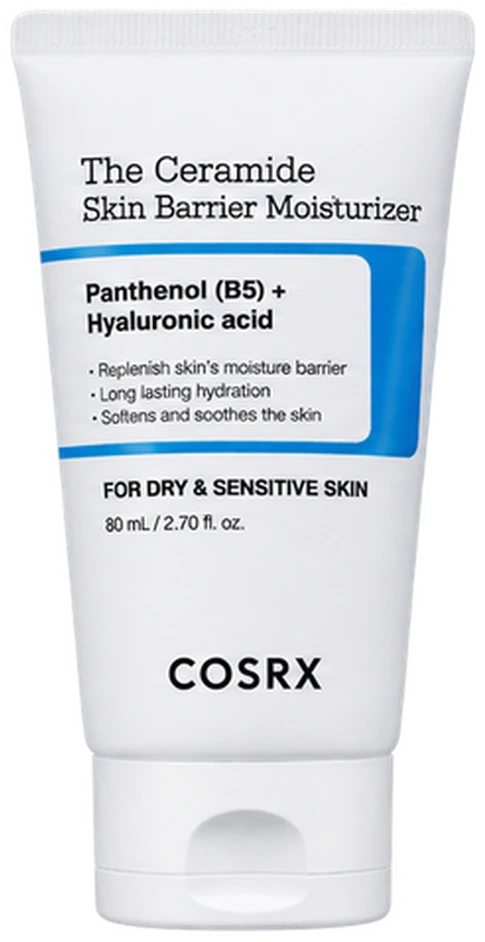 The Ceramide
Skin Barrier Moisturizer
Panthenol (B5) +
Hyaluronic acid
• Replenish skin's moisture barrier
• Long lasting hydration
• Softens and soothes the skin
FOR DRY & SENSITIVE SKIN
80 mL / 2.70 fl. oz.
COSRX